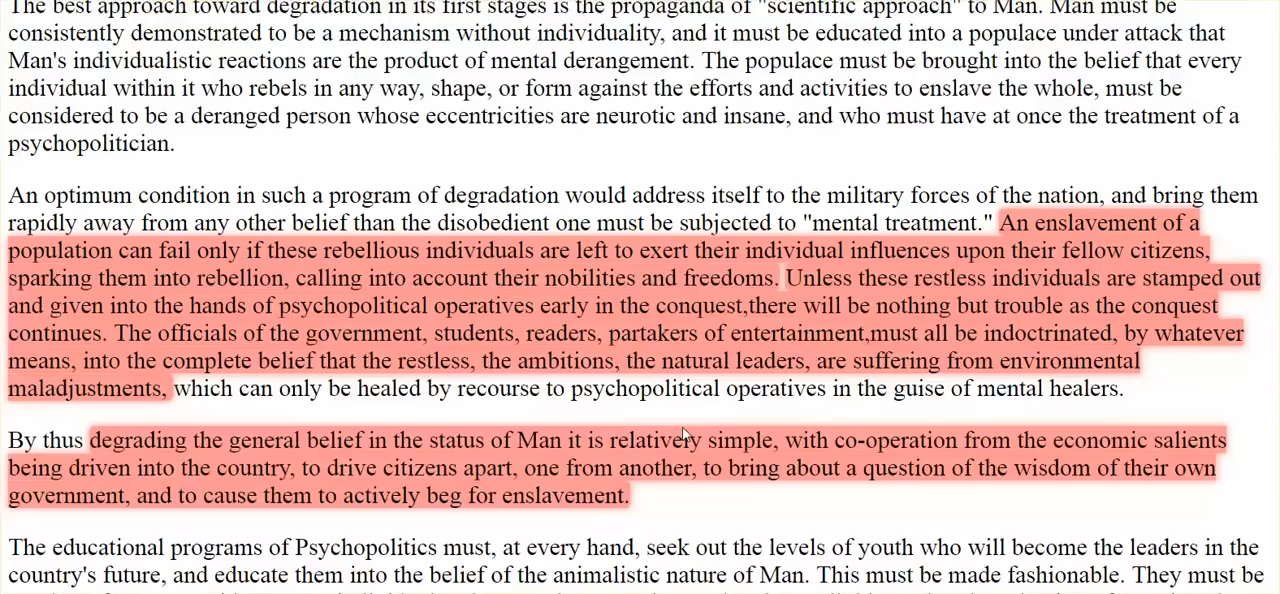 The best approach toward degradation in its first stages is the propaganda of "scientific approach" to Man. Man must be
consistently demonstrated to be a mechanism without individuality, and it must be educated into a populace under attack that
Man's individualistic reactions are the product of mental derangement. The populace must be brought into the belief that every
individual within it who rebels in any way, shape, or form against the efforts and activities to enslave the whole, must be
considered to be a deranged person whose eccentricities are neurotic and insane, and who must have at once the treatment of a
psychopolitician.
An optimum condition in such a program of degradation would address itself to the military forces of the nation, and bring them
rapidly away from any other belief than the disobedient one must be subjected to "mental treatment." An enslavement of a
population can fail only if these rebellious individuals are left to exert their individual influences upon their fellow citizens,
sparking them into rebellion, calling into account their nobilities and freedoms. Unless these restless individuals are stamped out
and given into the hands of psychopolitical operatives early in the conquest,there will be nothing but trouble as the conquest
continues. The officials of the government, students, readers, partakers of entertainment,must all be indoctrinated, by whatever
means, into the complete belief that the restless, the ambitions, the natural leaders, are suffering from environmental
maladjustments, which can only be healed by recourse to psychopolitical operatives in the guise of mental healers.
By thus degrading the general belief in the status of Man it is relatively simple, with co-operation from the economic salients
being driven into the country, to drive citizens apart, one from another, to bring about a question of the wisdom of their own
government, and to cause them to actively beg for enslavement.
The educational programs of Psychopolitics must, at every hand, seek out the levels of youth who will become the leaders in the
country's future, and educate them into the belief of the animalistic nature of Man. This must be made fashionable. They must be